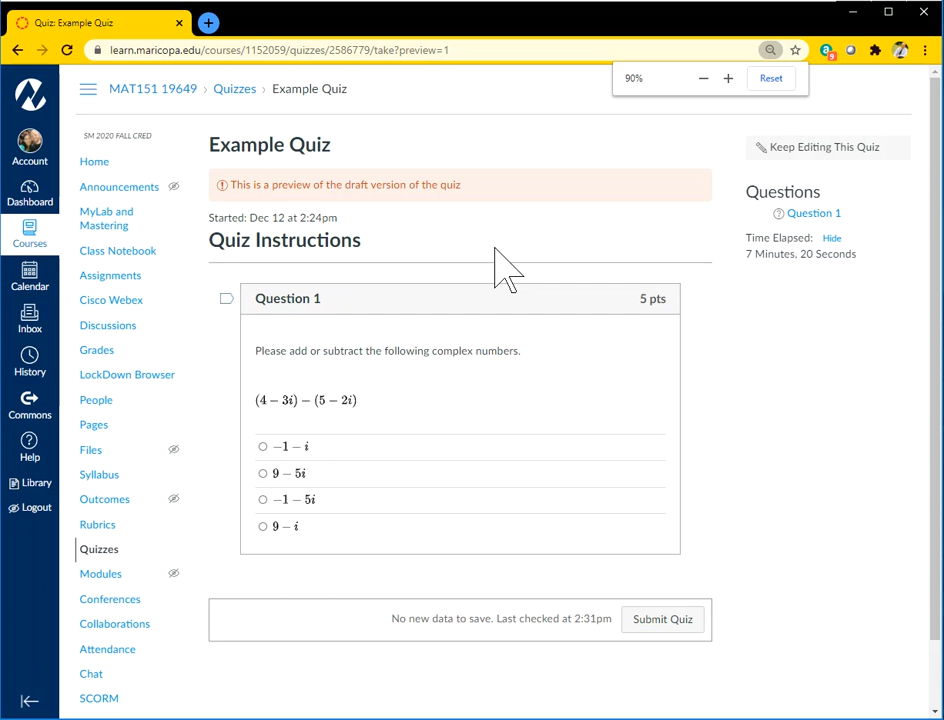 Quiz: Example Quiz
learn.maricopa.edu/courses/1152059/quizzes/2586779/take?preview=1
9
90%
Reset
MAT151 19649 › Quizzes › Example Quiz
Account
Dashboard
Courses
Calendar
Inbox
History
Commons
Help
Library
Logout
SM 2020 FALL CRED
Home
Announcements
MyLab and
Mastering
Class Notebook
Assignments
Cisco Webex
Discussions
Grades
LockDown Browser
People
Pages
Files
Syllabus
Outcomes
Rubrics
Quizzes
Modules
Conferences
Collaborations
Attendance
Chat
SCORM
Example Quiz
This is a preview of the draft version of the quiz
Started: Dec 12 at 2:24pm
Quiz Instructions
Question 1 5 pts
Please add or subtract the following complex numbers.
(4 − 3i) − (5 − 2i)
−1 − i
9 − 5i
−1 − 5i
9 − i
No new data to save. Last checked at 2:31pm Submit Quiz
Keep Editing This Quiz
Questions
Question 1
Time Elapsed: Hide
7 Minutes, 20 Seconds